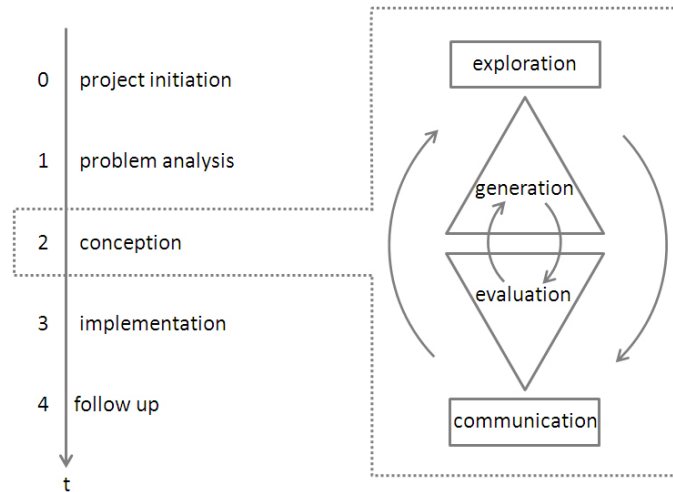 0 project initiation
1 problem analysis
2 conception
3 implementation
4 follow up
t
exploration
generation
evaluation
communication